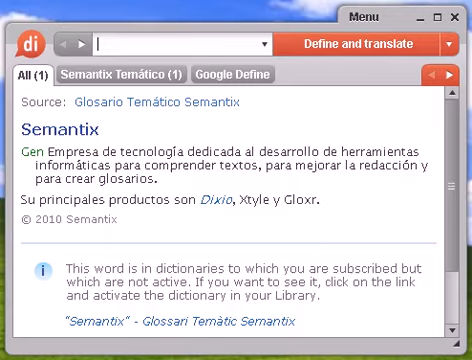 Menu
di
Define and translate
All (1) Semantix Temático (1) Google Define
Source: Glosario Temático Semantix
Semantix
Gen Empresa de tecnología dedicada al desarrollo de herramientas
informáticas para comprender textos, para mejorar la redacción y
para crear glosarios.
Su principales productos son Dixio, Xtyle y Gloxr.
© 2010 Semantix
i
This word is in dictionaries to which you are subscribed but
which are not active. If you want to see it, click on the link
and activate the dictionary in your Library.
"Semantix" - Glossari Temàtic Semantix